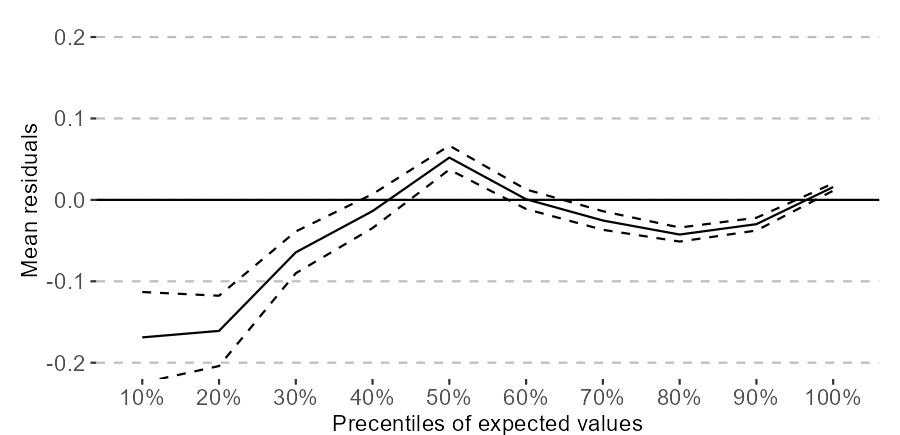 0.2
0.1
0.0
-0.1
-0.2
Mean residuals
10% 20% 30% 40% 50% 60% 70% 80% 90% 100%
Precentiles of expected values